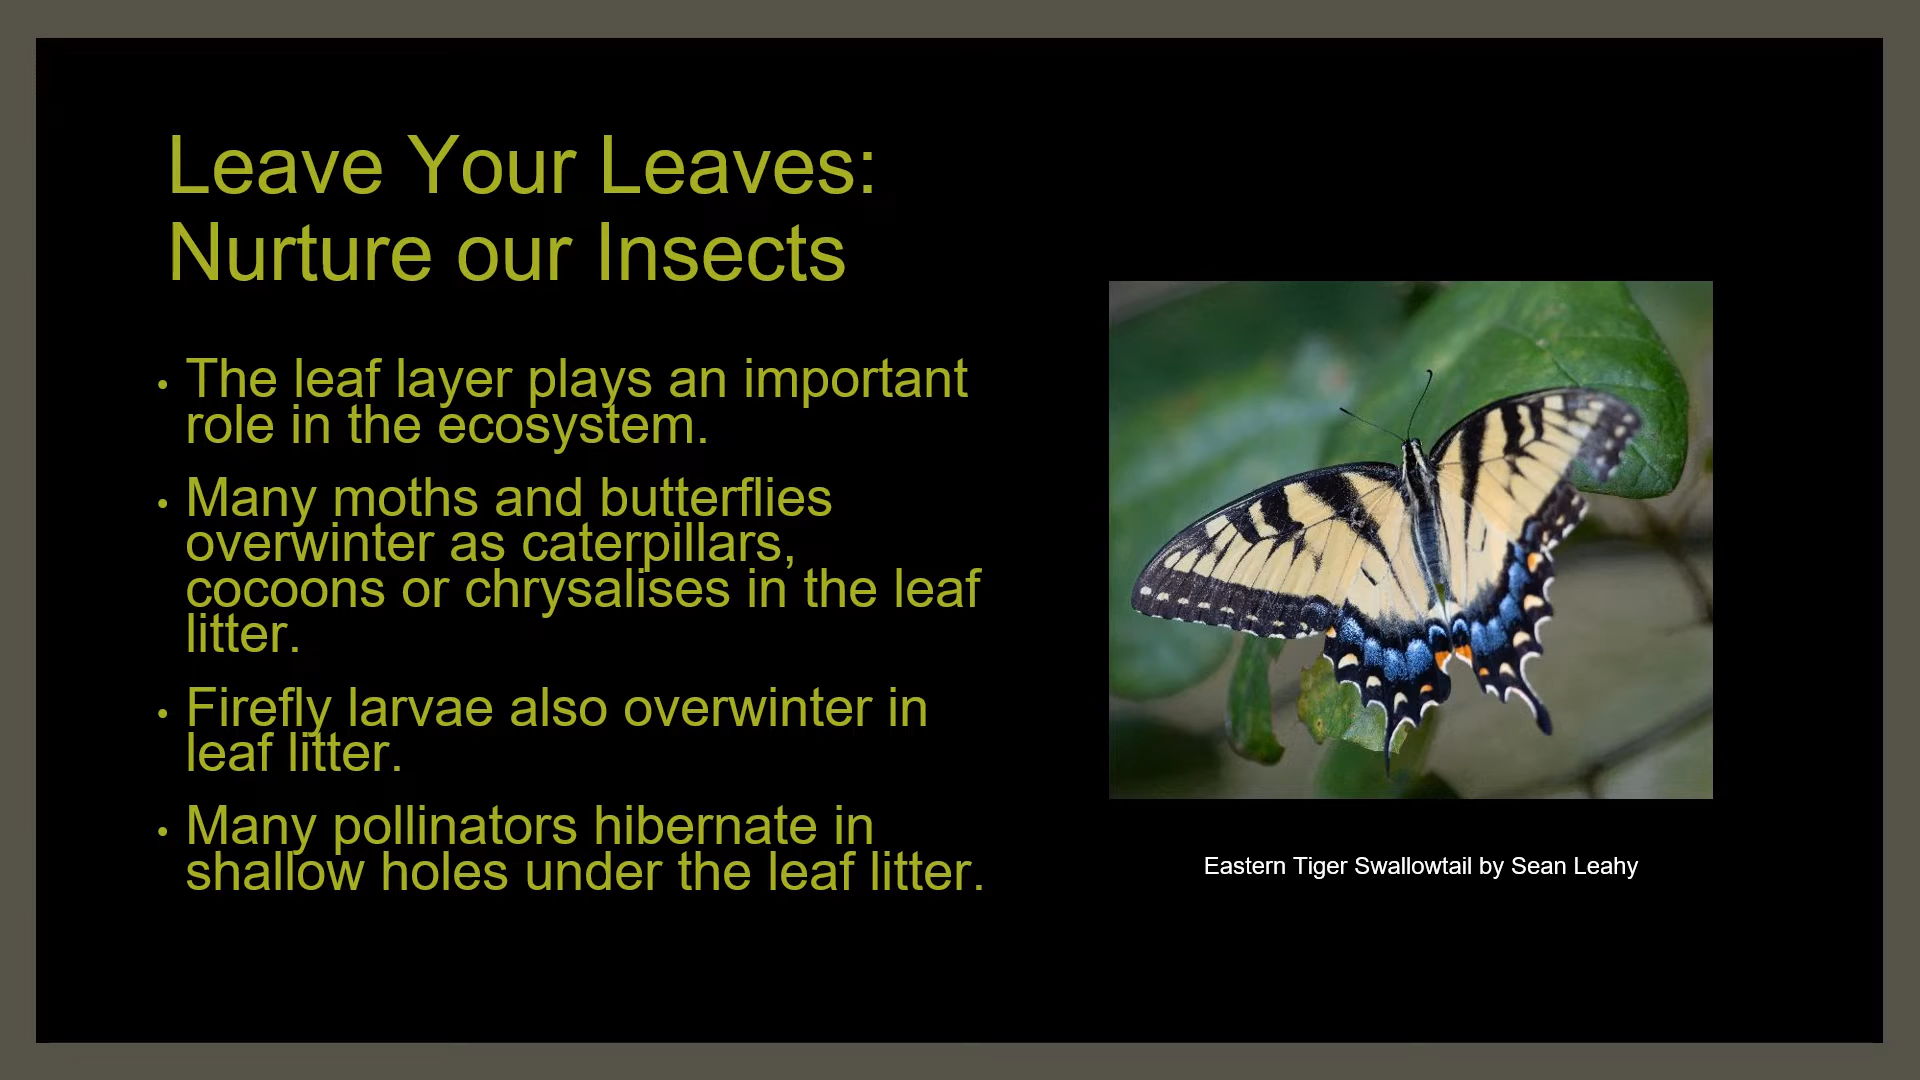 Leave Your Leaves:
Nurture our Insects
• The leaf layer plays an important
role in the ecosystem.
• Many moths and butterflies
overwinter as caterpillars,
cocoons or chrysalises in the leaf
litter.
• Firefly larvae also overwinter in
leaf litter.
• Many pollinators hibernate in
shallow holes under the leaf litter.
Eastern Tiger Swallowtail by Sean Leahy